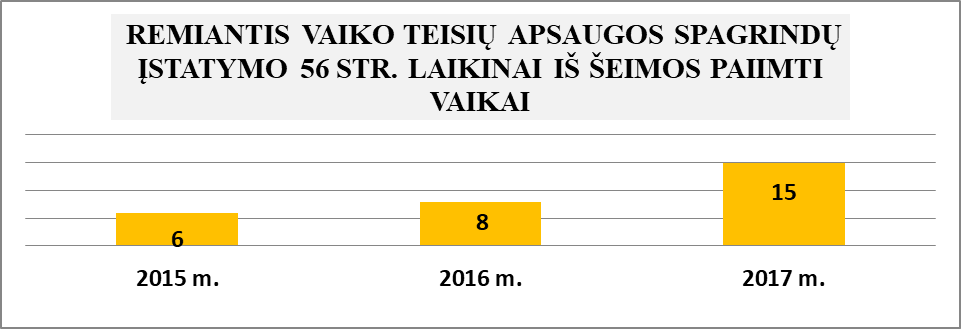 REMIANTIS VAIKO TEISIŲ APSAUGOS SPAGRINDŲ
ĮSTATYMO 56 STR. LAIKINAI IŠ ŠEIMOS PAIIMTI
VAIKAI
6
8
15
2015 m.
2016 m.
2017 m.